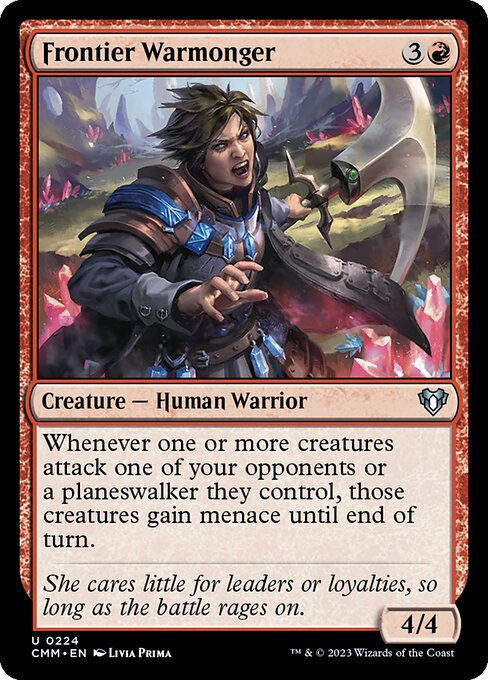 Frontier Warmonger 3
Creature — Human Warrior
Whenever one or more creatures
attack one of your opponents or
a planeswalker they control, those
creatures gain menace until end of
turn.
She cares little for leaders or loyalties, so
long as the battle rages on.
4/4
U 0224
CMM • EN Livia Prima
™ & © 2023 Wizards of the Coast